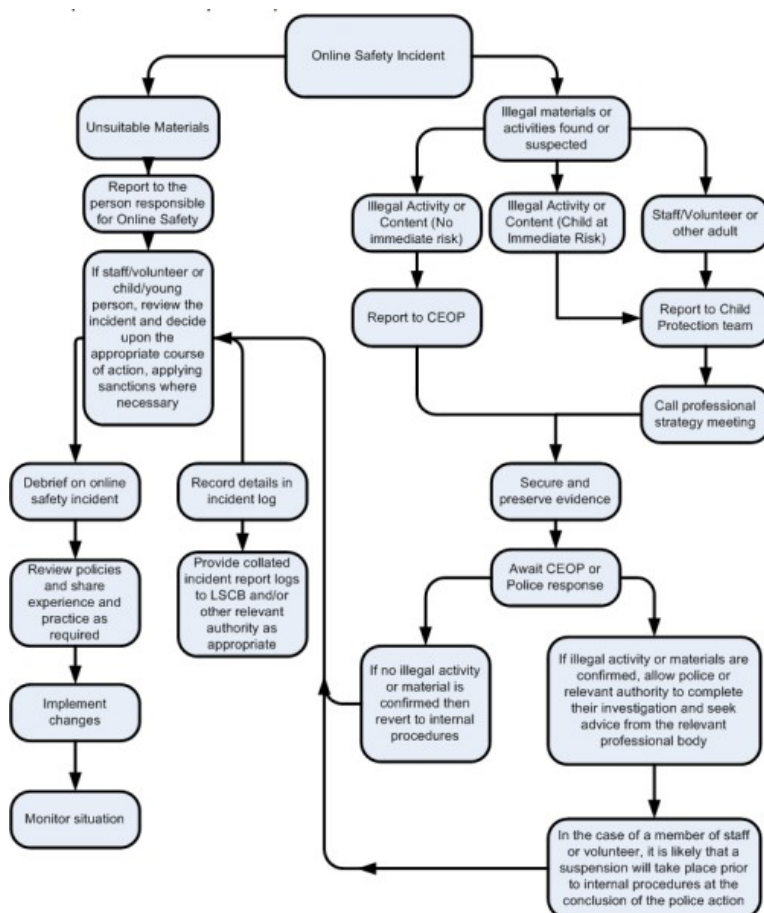 Online Safety Incident
Unsuitable Materials
Illegal materials or
activities found or
suspected
Report to the
person responsible
for Online Safety
Illegal Activity or
Content (No
immediate risk)
Illegal Activity or
Content (Child at
Immediate Risk)
Staff/Volunteer or
other adult
If staff/volunteer or
child/young
person, review the
incident and decide
upon the
appropriate course
of action, applying
sanctions where
necessary
Report to CEOP
Report to Child
Protection team
Call professional
strategy meeting
Debrief on online
safety incident
Record details in
incident log
Secure and
preserve evidence
Review policies
and share
experience and
practice as
required
Provide collated
incident report logs
to LSCB and/or
other relevant
authority as
appropriate
Await CEOP or
Police response
If no illegal activity
or material is
confirmed then
revert to internal
procedures
If illegal activity or materials are
confirmed, allow police or
relevant authority to complete
their investigation and seek
advice from the relevant
professional body
Implement
changes
Monitor situation
In the case of a member of staff
or volunteer, it is likely that a
suspension will take place prior
to internal procedures at the
conclusion of the police action